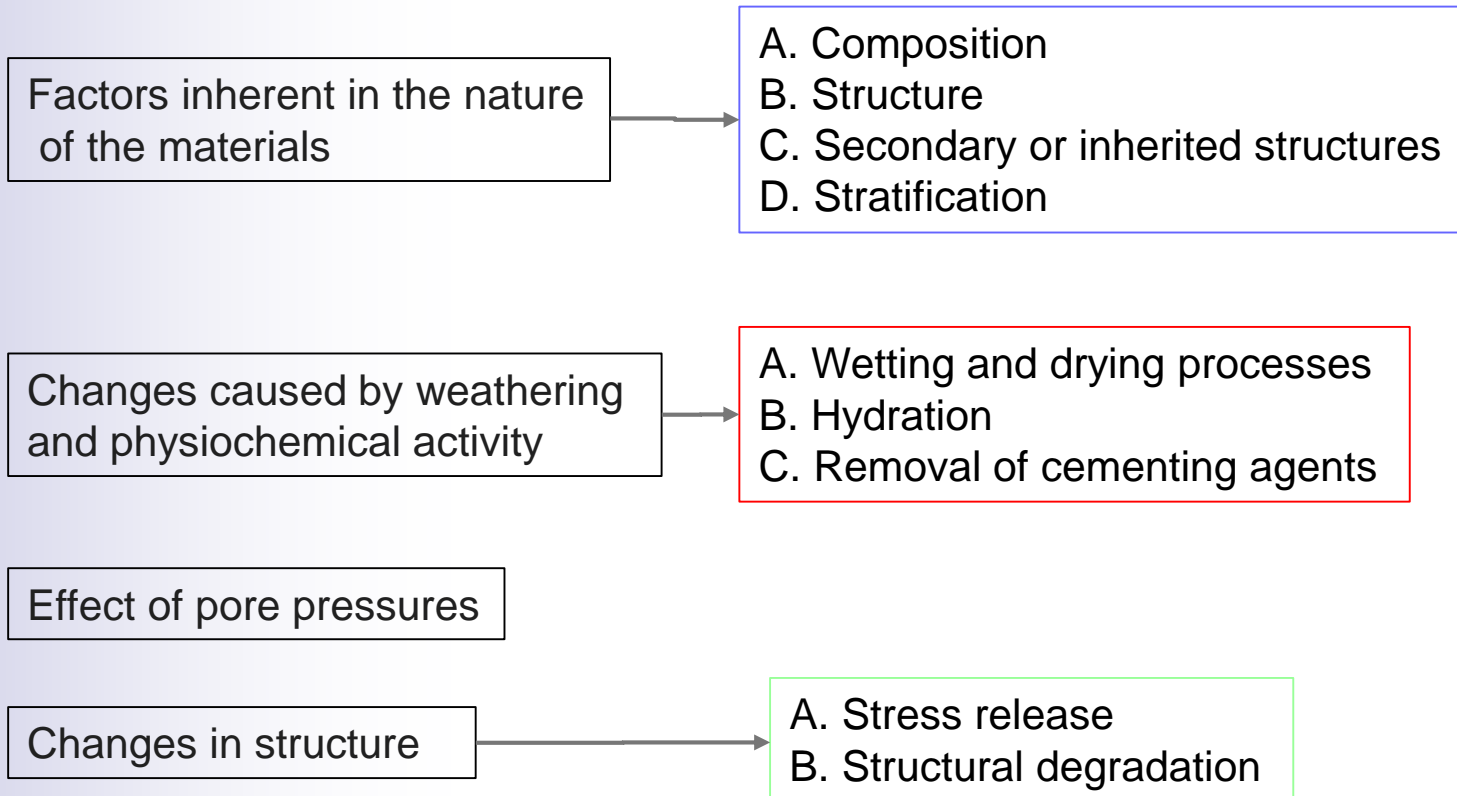 Factors inherent in the nature
of the materials
A. Composition
B. Structure
C. Secondary or inherited structures
D. Stratification
Changes caused by weathering
and physiochemical activity
A. Wetting and drying processes
B. Hydration
C. Removal of cementing agents
Effect of pore pressures
Changes in structure
A. Stress release
B. Structural degradation